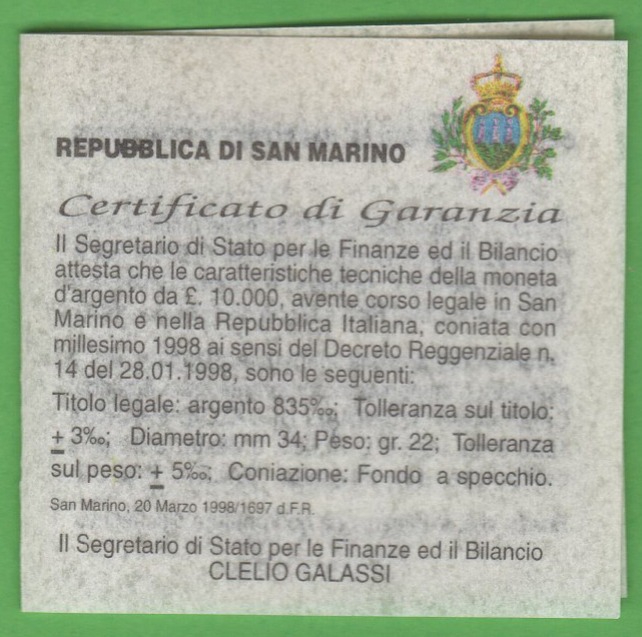 REPUBBLICA DI SAN MARINO
Certificato di Garanzia
Il Segretario di Stato per le Finanze ed il Bilancio
attesta che le caratteristiche tecniche della moneta
d'argento da £. 10.000, avente corso legale in San
Marino e nella Repubblica Italiana, coniata con
millesimo 1998 ai sensi del Decreto Reggenziale n.
14 del 28.01.1998, sono le seguenti:
Titolo legale: argento 835‰; Tolleranza sul titolo:
± 3‰; Diametro: mm 34; Peso: gr. 22; Tolleranza
sul peso: ± 5‰; Coniazione: Fondo a specchio.
San Marino, 20 Marzo 1998/1697 d.F.R.
Il Segretario di Stato per le Finanze ed il Bilancio
CLELIO GALASSI